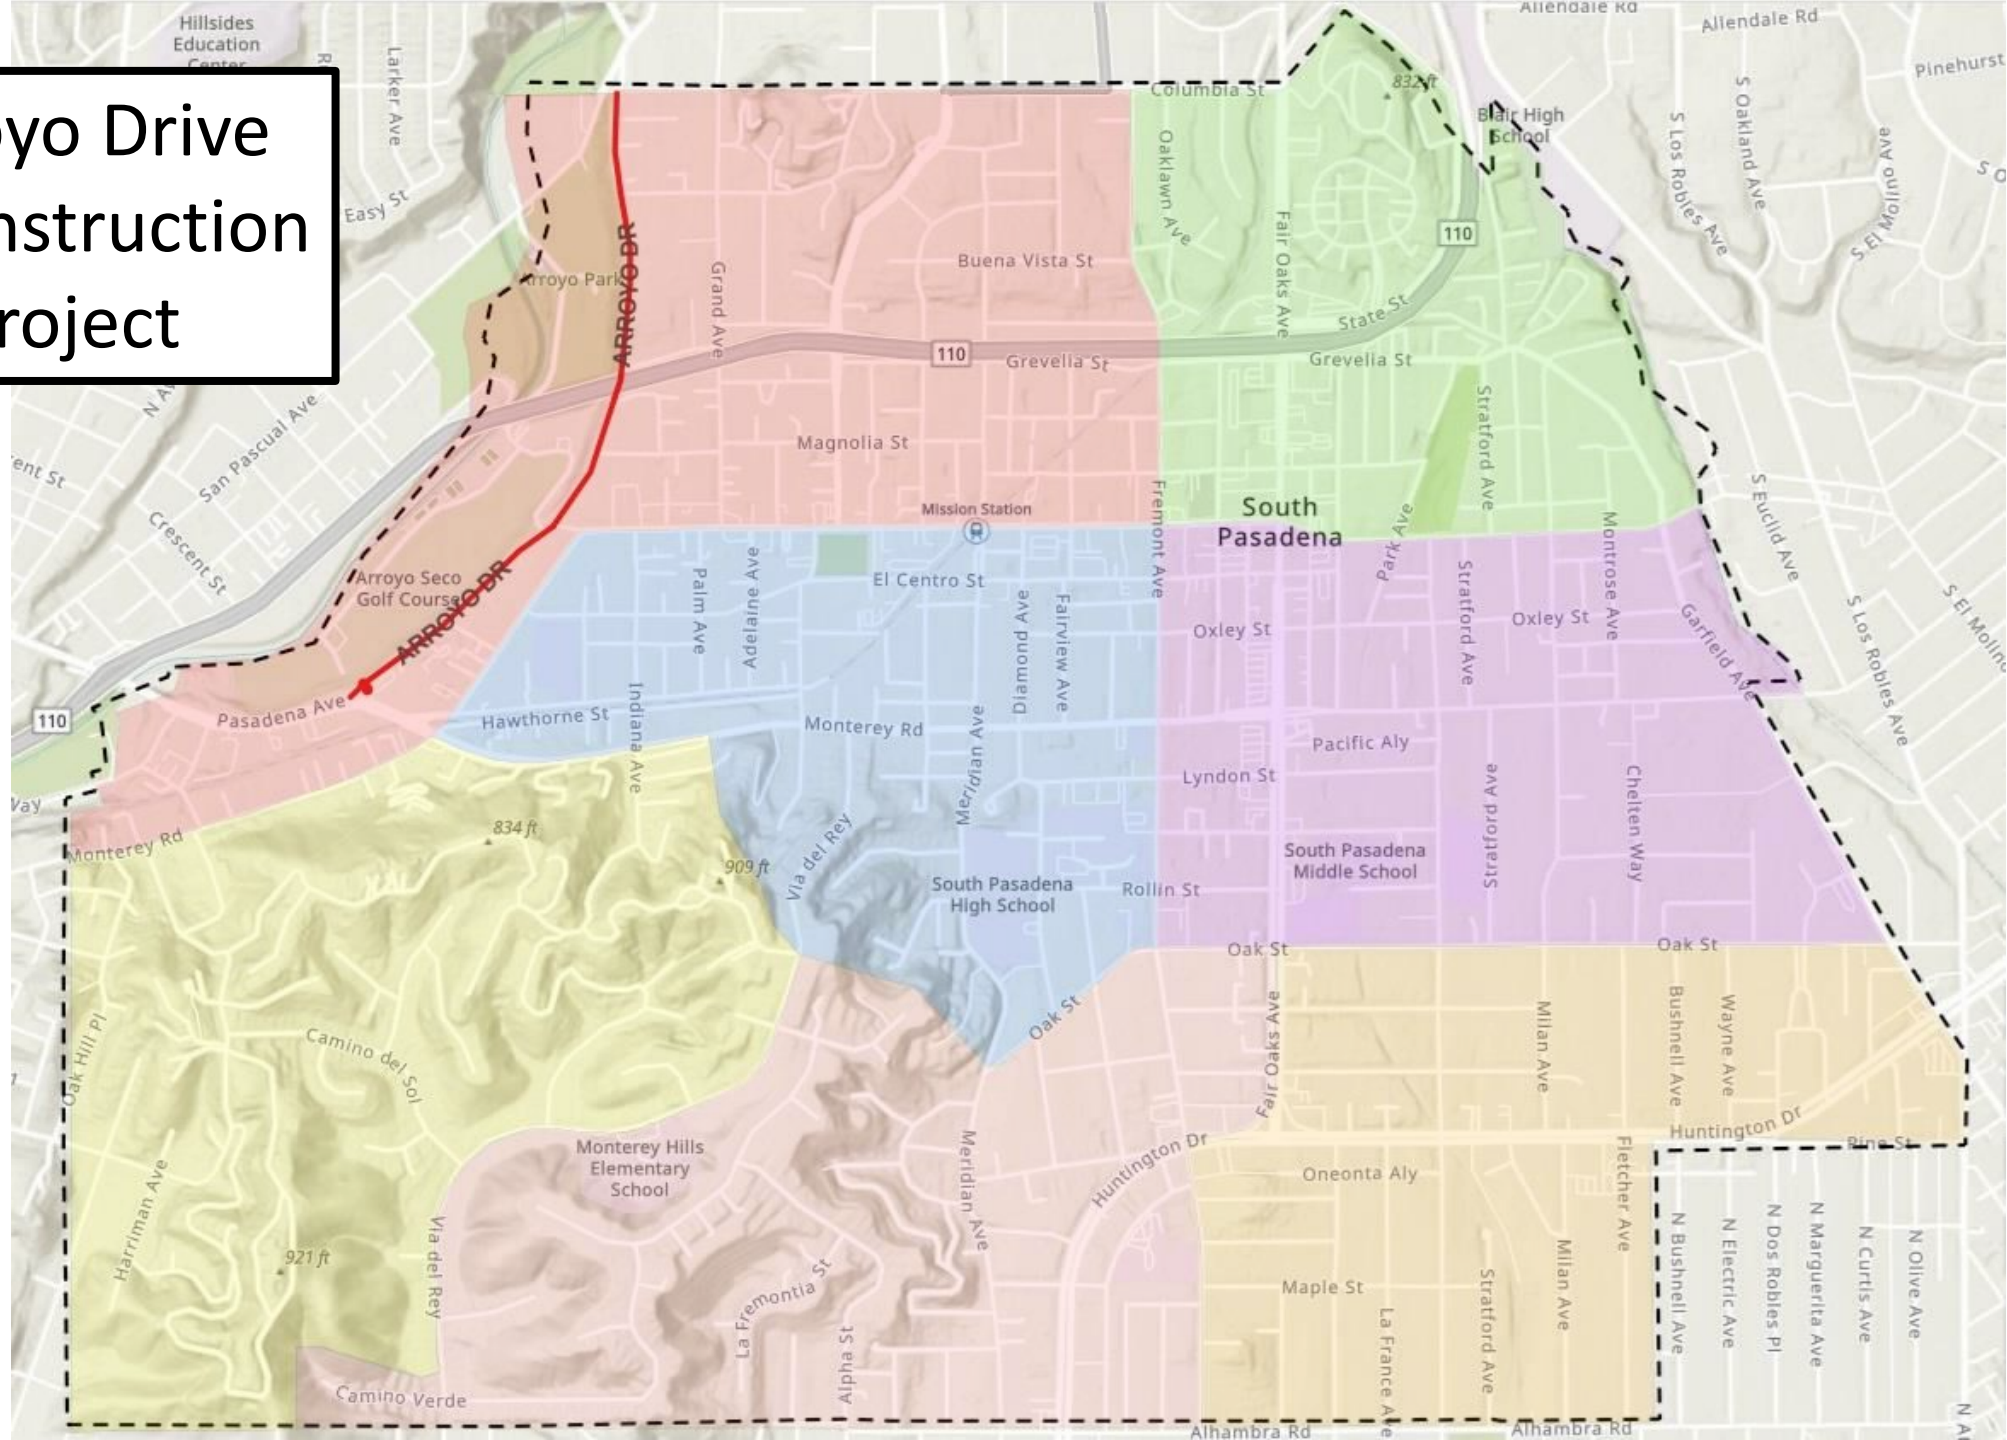 Hillsides
Education
Center
Larker Ave
Easy St
yo Drive
nstruction
roject
Allendale Rd
Allendale Rd
Pinehurst
Columbia St
832 ft
Blair High
School
S Oakland Ave
S Los Robles Ave
S El Molino Ave
Oaklawn Ave
Fair Oaks Ave
110
Arroyo Park
ARROYO DR
Grand Ave
Buena Vista St
State St
110
Grevelia St
Grevelia St
San Pascual Ave
Magnolia St
Stratford Ave
Mission Station
Fremont Ave
South
Pasadena
Park Ave
Montrose Ave
S Euclid Ave
Crescent St
Arroyo Seco
Golf Course
ARROYO DR
Palm Ave
Adelaine Ave
El Centro St
Diamond Ave
Fairview Ave
Oxley St
Stratford Ave
Oxley St
Garfield Ave
S Los Robles Ave
S El Molino
110
Pasadena Ave
Hawthorne St
Indiana Ave
Monterey Rd
Meridian Ave
Pacific Aly
Lyndon St
Stratford Ave
Chelten Way
Way
Monterey Rd
834 ft
909 ft
Via del Rey
South Pasadena
High School
Rollin St
South Pasadena
Middle School
Oak St
Oak St
Oak St
Oak Hill Pl
Camino del Sol
Fair Oaks Ave
Milan Ave
Bushnell Ave
Wayne Ave
Huntington Dr
Pine St
Monterey Hills
Elementary
School
Meridian Ave
Huntington Dr
Oneonta Aly
Fletcher Ave
Harriman Ave
921 ft
Via del Rey
La Fremontia St
Alpha St
Maple St
La France Ave
Stratford Ave
Milan Ave
N Bushnell Ave
N Electric Ave
N Dos Robles Pl
N Marguerita Ave
N Curtis Ave
N Olive Ave
Camino Verde
Alhambra Rd
Alhambra Rd